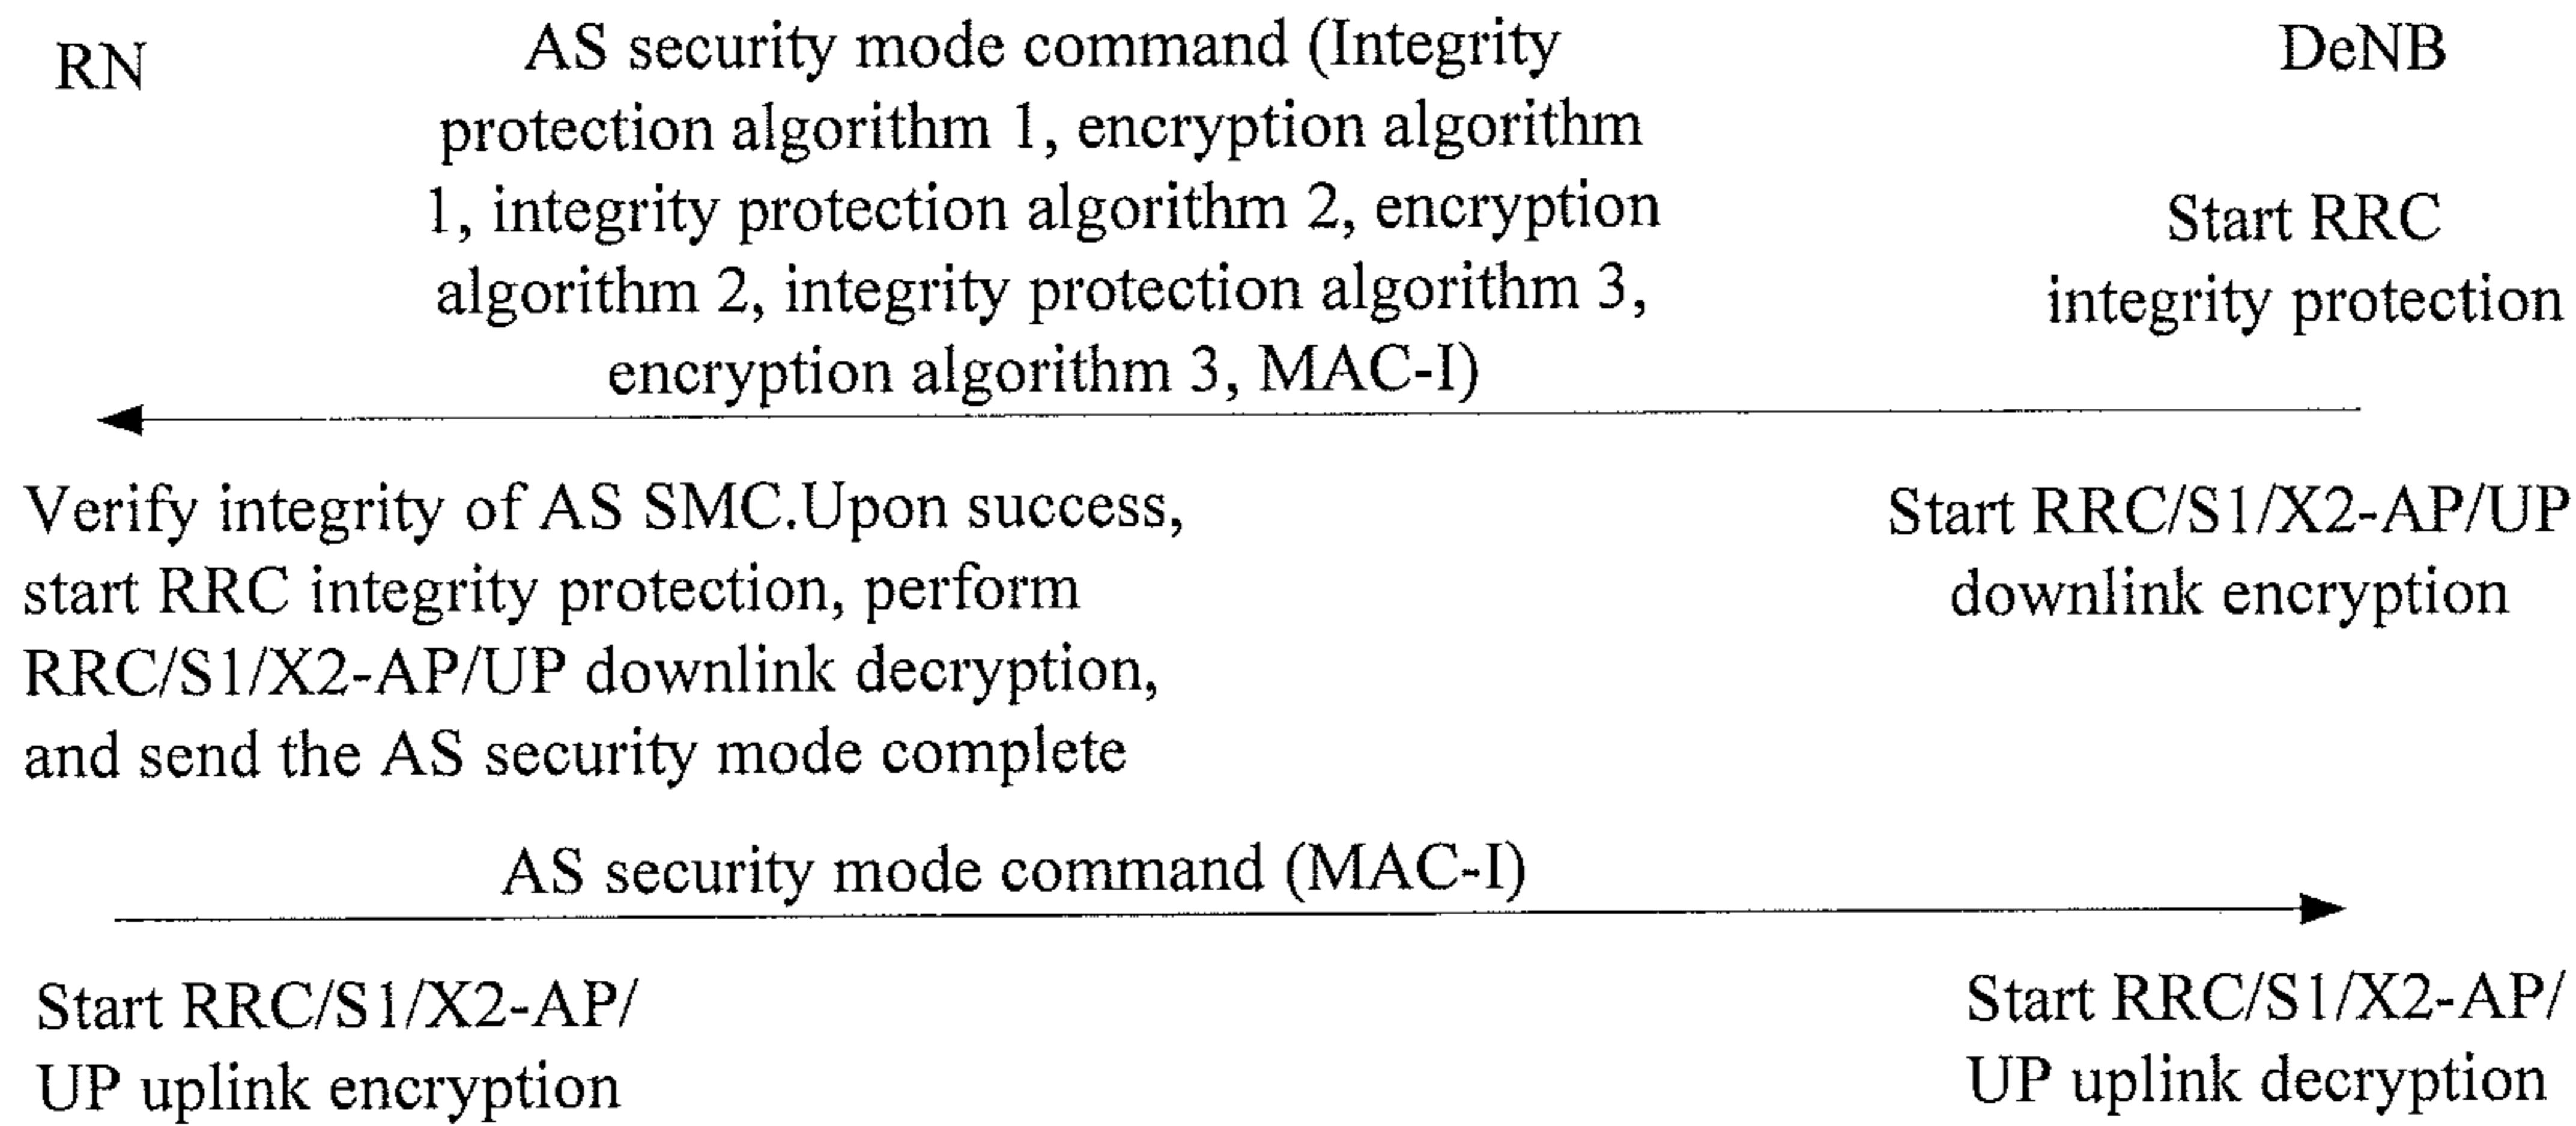 RN
AS security mode command (Integrity
protection algorithm 1, encryption algorithm
1, integrity protection algorithm 2, encryption
algorithm 2, integrity protection algorithm 3,
encryption algorithm 3, MAC-I)
DeNB
Start RRC
integrity protection
Verify integrity of AS SMC.Upon success,
start RRC integrity protection, perform
RRC/S1/X2-AP/UP downlink decryption,
and send the AS security mode complete
Start RRC/S1/X2-AP/UP
downlink encryption
AS security mode command (MAC-I)
Start RRC/S1/X2-AP/
UP uplink encryption
Start RRC/S1/X2-AP/
UP uplink decryption